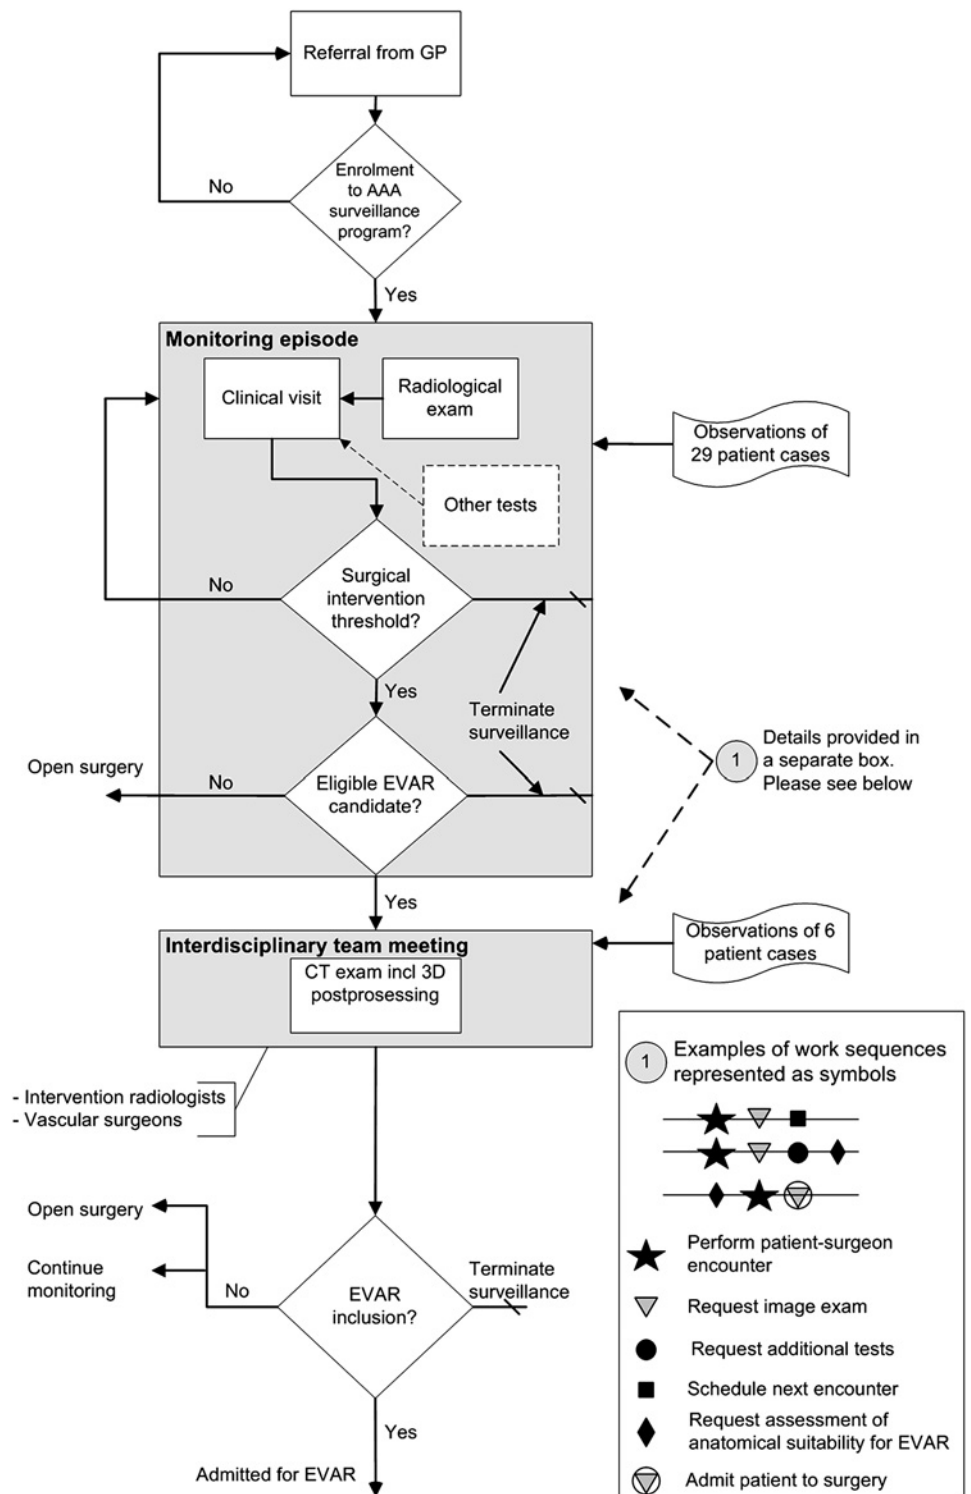 Referral from GP
Enrolment
to AAA
surveillance
program?
No
Yes
Monitoring episode
Clinical visit
Radiological
exam
Observations of
29 patient cases
Other tests
No
Surgical
intervention
threshold?
Yes
Terminate
surveillance
1
Details provided in
a separate box.
Please see below
Open surgery
No
Eligible EVAR
candidate?
Yes
Interdisciplinary team meeting
CT exam incl 3D
postprosessing
Observations of 6
patient cases
- Intervention radiologists
- Vascular surgeons
Open surgery
Continue
monitoring
No
EVAR
inclusion?
Terminate
surveillance
Yes
Admitted for EVAR
1
Examples of work sequences
represented as symbols
Perform patient-surgeon
encounter
Request image exam
Request additional tests
Schedule next encounter
Request assessment of
anatomical suitability for EVAR
Admit patient to surgery